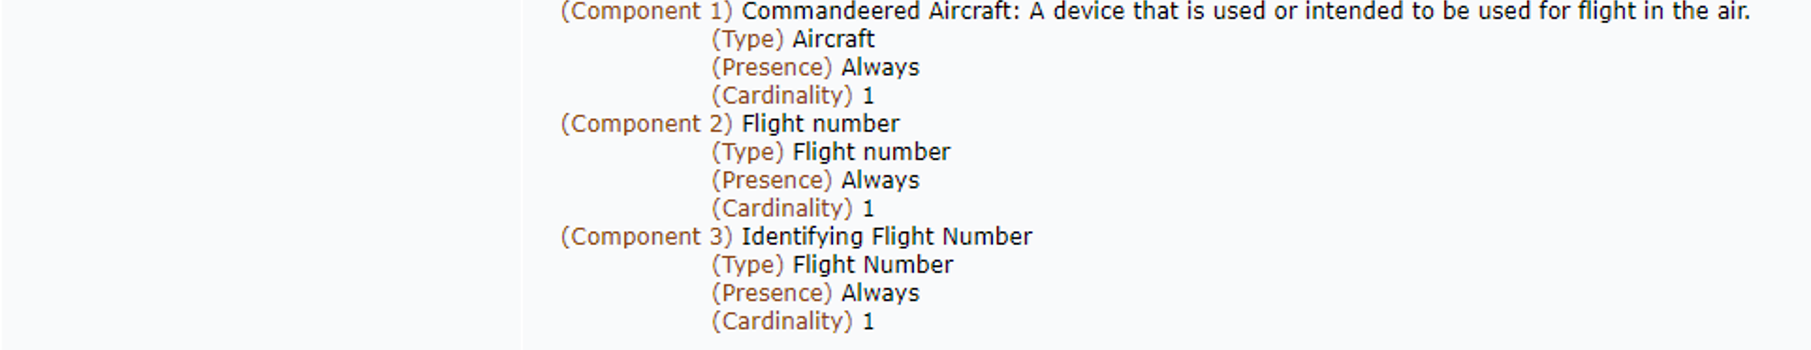 (Component 1) Commandeered Aircraft: A device that is used or intended to be used for flight in the air.
(Type) Aircraft
(Presence) Always
(Cardinality) 1
(Component 2) Flight number
(Type) Flight number
(Presence) Always
(Cardinality) 1
(Component 3) Identifying Flight Number
(Type) Flight Number
(Presence) Always
(Cardinality) 1